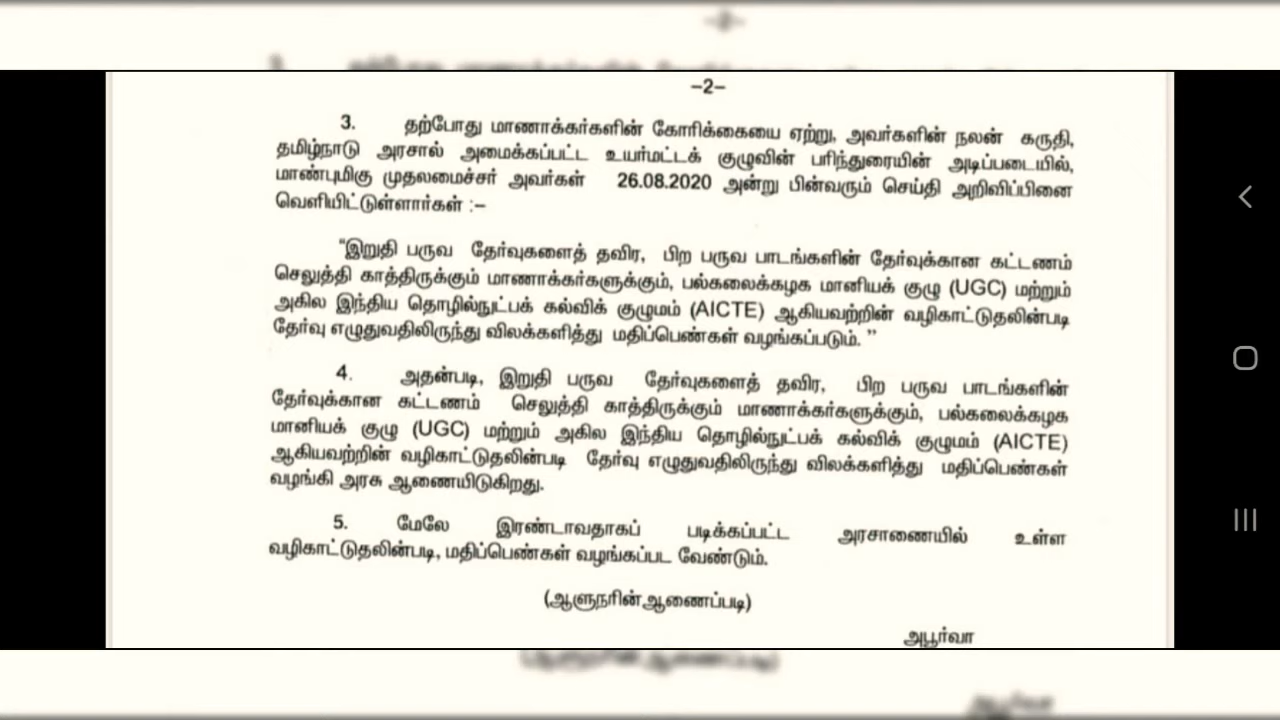 –2–
3. தற்போது மாணாக்கர்களின் கோரிக்கையை ஏற்று, அவர்களின் நலன் கருதி,
தமிழ்நாடு அரசால் அமைக்கப்பட்ட உயர்மட்டக் குழுவின் பரிந்துரையின் அடிப்படையில்,
மாண்புமிகு முதலமைச்சர் அவர்கள் 26.08.2020 அன்று பின்வரும் செய்தி அறிவிப்பினை
வெளியிட்டுள்ளார்கள் :–
“இறுதி பருவ தேர்வுகளைத் தவிர, பிற பருவ பாடங்களின் தேர்வுக்கான கட்டணம்
செலுத்தி காத்திருக்கும் மாணாக்கர்களுக்கும், பல்கலைக்கழக மானியக் குழு (UGC) மற்றும்
அகில இந்திய தொழில்நுட்பக் கல்விக் குழுமம் (AICTE) ஆகியவற்றின் வழிகாட்டுதலின்படி
தேர்வு எழுதுவதிலிருந்து விலக்களித்து மதிப்பெண்கள் வழங்கப்படும். ”
4. அதன்படி, இறுதி பருவ தேர்வுகளைத் தவிர, பிற பருவ பாடங்களின்
தேர்வுக்கான கட்டணம் செலுத்தி காத்திருக்கும் மாணாக்கர்களுக்கும், பல்கலைக்கழக
மானியக் குழு (UGC) மற்றும் அகில இந்திய தொழில்நுட்பக் கல்விக் குழுமம் (AICTE)
ஆகியவற்றின் வழிகாட்டுதலின்படி தேர்வு எழுதுவதிலிருந்து விலக்களித்து மதிப்பெண்கள்
வழங்கி அரசு ஆணையிடுகிறது.
5. மேலே இரண்டாவதாகப் படிக்கப்பட்ட அரசாணையில் உள்ள
வழிகாட்டுதலின்படி, மதிப்பெண்கள் வழங்கப்பட வேண்டும்.
(ஆளுநரின்ஆணைப்படி)
அபூர்வா